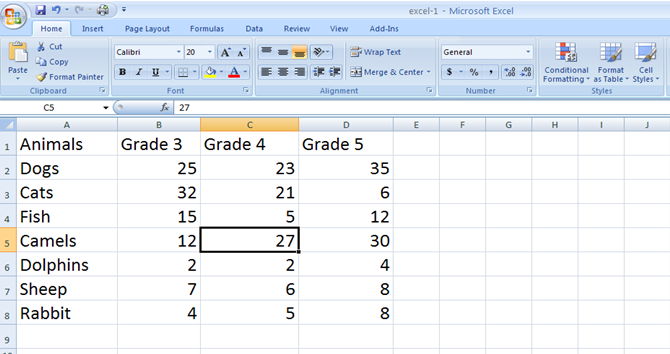 excel-1 - Microsoft Excel
Home Insert Page Layout Formulas Data Review View Add-Ins
Cut
Copy
Format Painter
Paste
Clipboard
Calibri 20 A A
B I U A
Font
Wrap Text
Merge & Center
Alignment
General
$ % , .0 .00 .00 .0
Number
Conditional Formatting Format as Table Cell Styles
Styles
C5 fx 27
A B C D E F G H I J
1 Animals Grade 3 Grade 4 Grade 5
2 Dogs 25 23 35
3 Cats 32 21 6
4 Fish 15 5 12
5 Camels 12 27 30
6 Dolphins 2 2 4
7 Sheep 7 6 8
8 Rabbit 4 5 8
9